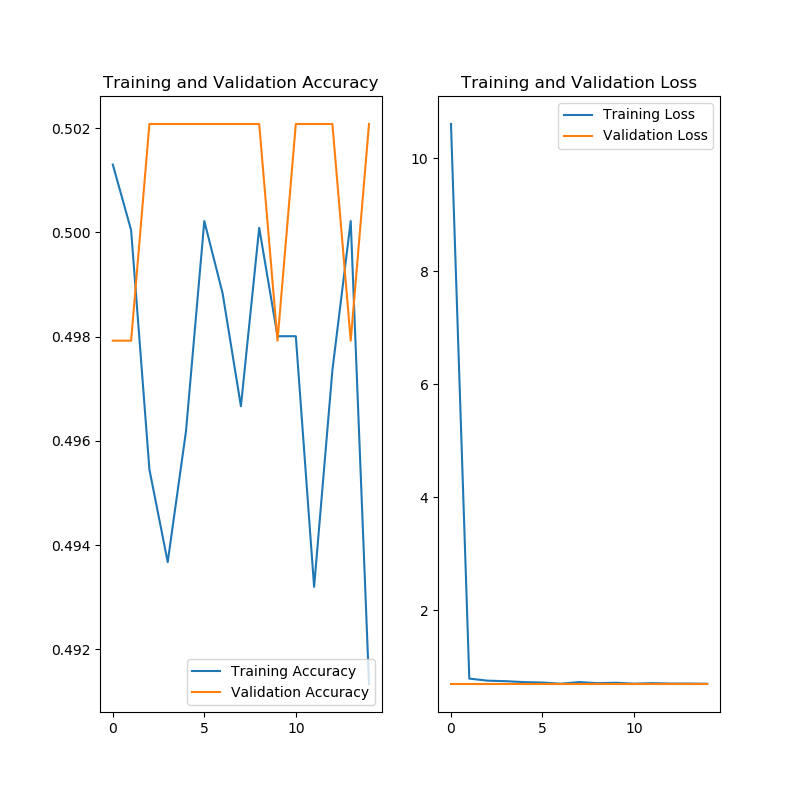 Training and Validation Accuracy
0.502
0.500
0.498
0.496
0.494
0.492
0
5
10
Training Accuracy
Validation Accuracy
Training and Validation Loss
10
8
6
4
2
0
5
10
Training Loss
Validation Loss